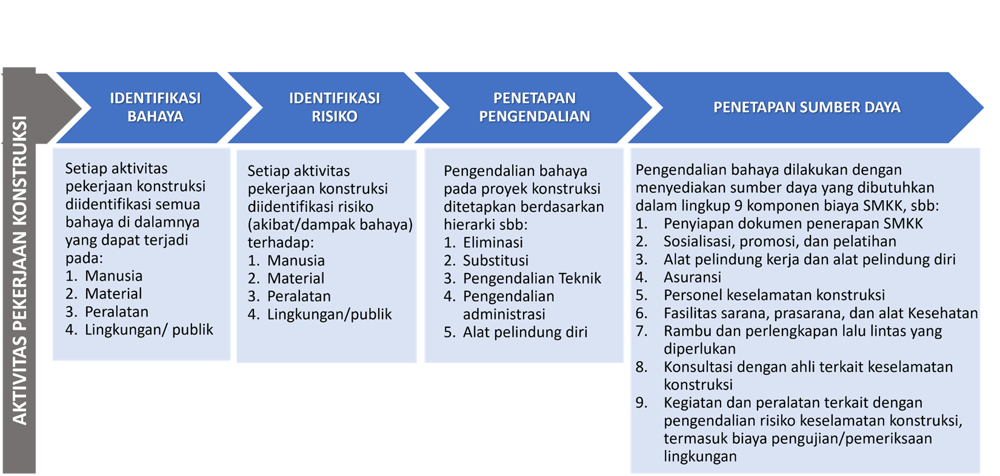 AKTIVITAS PEKERJAAN KONSTRUKSI
IDENTIFIKASI
BAHAYA
Setiap aktivitas
pekerjaan konstruksi
diidentifikasi semua
bahaya di dalamnya
yang dapat terjadi
pada:
1. Manusia
2. Material
3. Peralatan
4. Lingkungan/ publik
IDENTIFIKASI
RISIKO
Setiap aktivitas
pekerjaan konstruksi
diidentifikasi risiko
(akibat/dampak bahaya)
terhadap:
1. Manusia
2. Material
3. Peralatan
4. Lingkungan/publik
PENETAPAN
PENGENDALIAN
Pengendalian bahaya
pada proyek konstruksi
ditetapkan berdasarkan
hierarki sbb:
1. Eliminasi
2. Substitusi
3. Pengendalian Teknik
4. Pengendalian
administrasi
5. Alat pelindung diri
PENETAPAN SUMBER DAYA
Pengendalian bahaya dilakukan dengan
menyediakan sumber daya yang dibutuhkan
dalam lingkup 9 komponen biaya SMKK, sbb:
1. Penyiapan dokumen penerapan SMKK
2. Sosialisasi, promosi, dan pelatihan
3. Alat pelindung kerja dan alat pelindung diri
4. Asuransi
5. Personel keselamatan konstruksi
6. Fasilitas sarana, prasarana, dan alat Kesehatan
7. Rambu dan perlengkapan lalu lintas yang
diperlukan
8. Konsultasi dengan ahli terkait keselamatan
konstruksi
9. Kegiatan dan peralatan terkait dengan
pengendalian risiko keselamatan konstruksi,
termasuk biaya pengujian/pemeriksaan
lingkungan